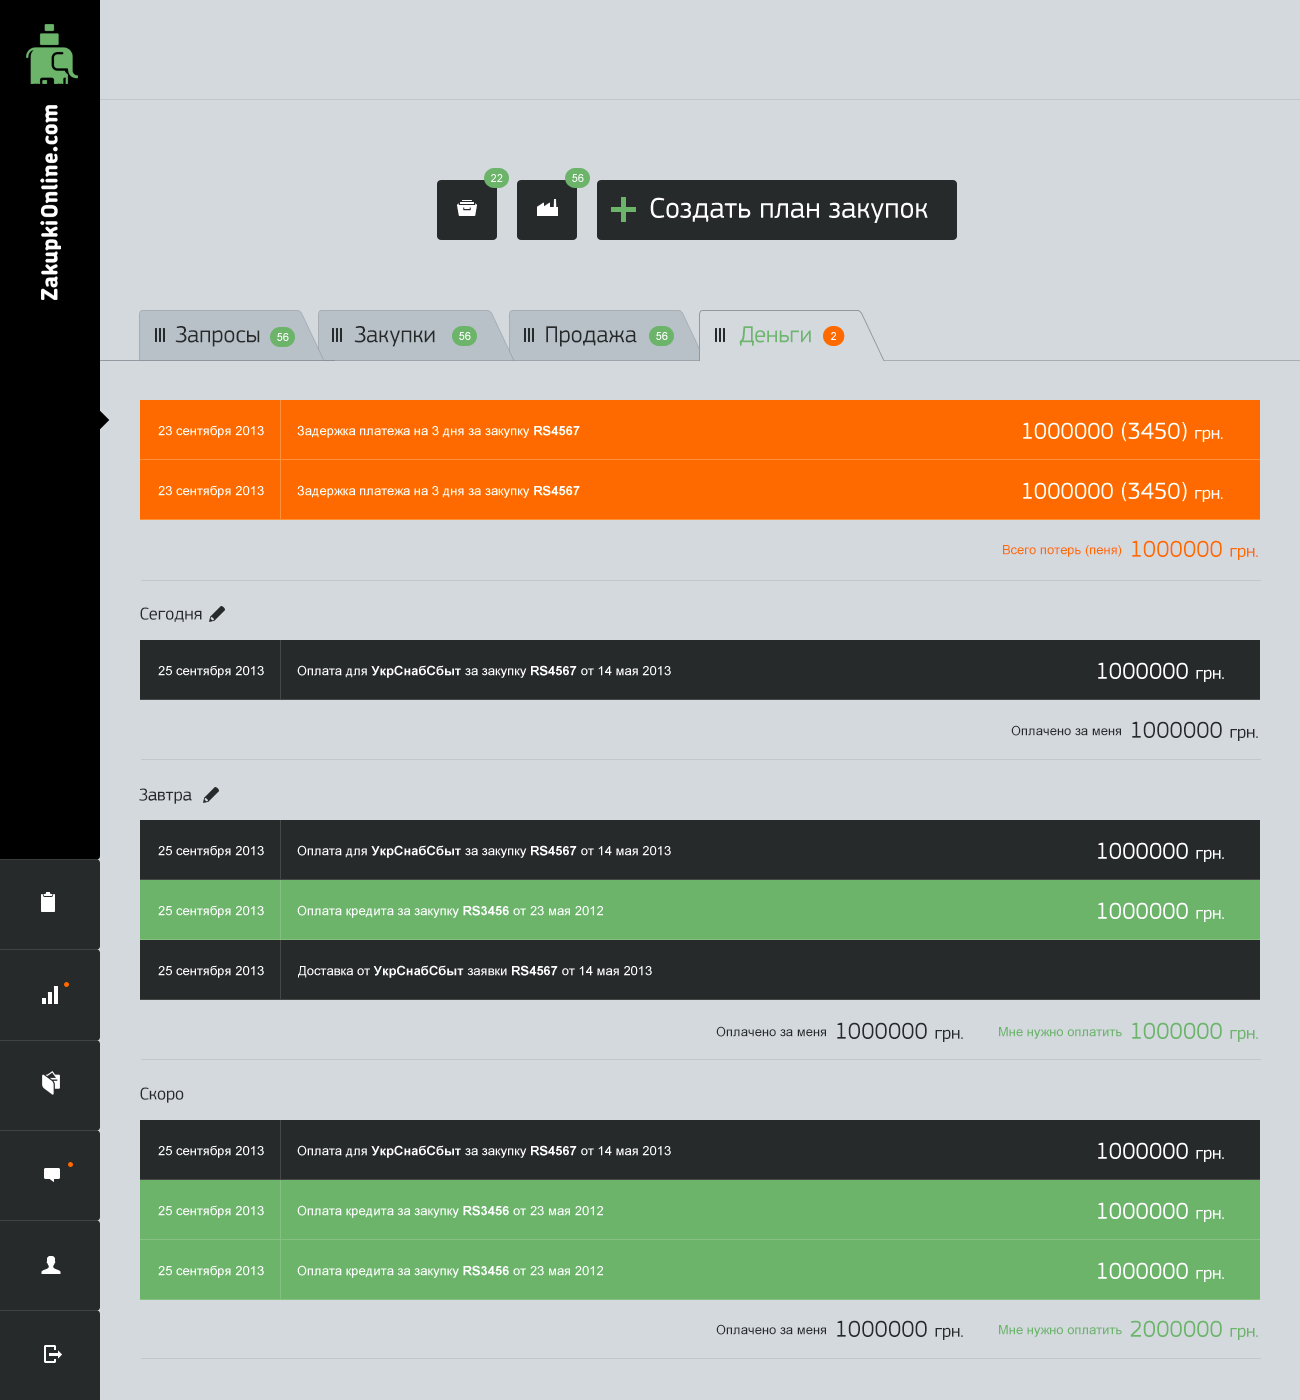 ZakupkiOnline.com
22
56
Создать план закупок
Запросы 56
Закупки 56
Продажа 56
Деньги 2
23 сентября 2013 Задержка платежа на 3 дня за закупку RS4567 1000000 (3450) грн.
23 сентября 2013 Задержка платежа на 3 дня за закупку RS4567 1000000 (3450) грн.
Всего потерь (пеня) 1000000 грн.
Сегодня
25 сентября 2013 Оплата для УкрСнабСбыт за закупку RS4567 от 14 мая 2013 1000000 грн.
Оплачено за меня 1000000 грн.
Завтра
25 сентября 2013 Оплата для УкрСнабСбыт за закупку RS4567 от 14 мая 2013 1000000 грн.
25 сентября 2013 Оплата кредита за закупку RS3456 от 23 мая 2012 1000000 грн.
25 сентября 2013 Доставка от УкрСнабСбыт заявки RS4567 от 14 мая 2013
Оплачено за меня 1000000 грн. Мне нужно оплатить 1000000 грн.
Скоро
25 сентября 2013 Оплата для УкрСнабСбыт за закупку RS4567 от 14 мая 2013 1000000 грн.
25 сентября 2013 Оплата кредита за закупку RS3456 от 23 мая 2012 1000000 грн.
25 сентября 2013 Оплата кредита за закупку RS3456 от 23 мая 2012 1000000 грн.
Оплачено за меня 1000000 грн. Мне нужно оплатить 2000000 грн.